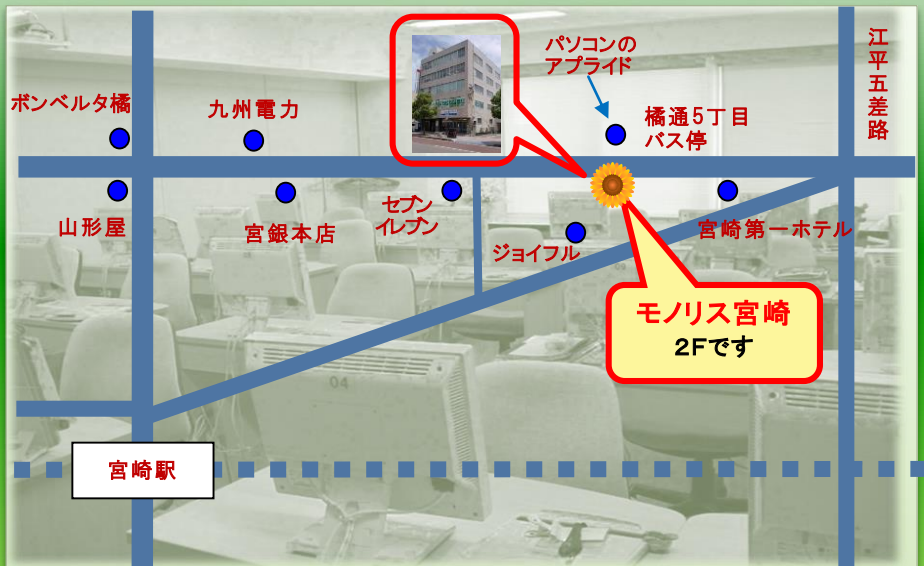 パソコンの
アプライド
江平五差路
ボンベルタ橘
九州電力
橘通5丁目
バス停
山形屋
宮銀本店
セブン
イレブン
ジョイフル
宮崎第一ホテル
モノリス宮崎
2Fです
04
宮崎駅